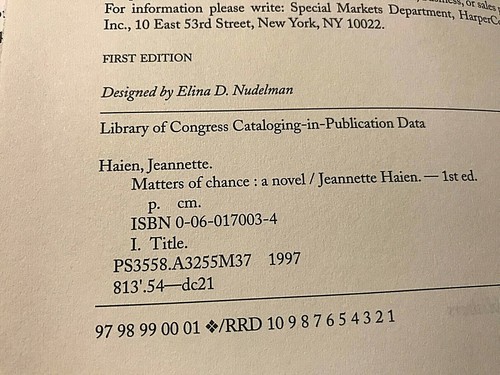 business, or sales
For information please write: Special Markets Department, HarperC
Inc., 10 East 53rd Street, New York, NY 10022.
FIRST EDITION
Designed by Elina D. Nudelman
Library of Congress Cataloging-in-Publication Data
Haien, Jeannette.
Matters of chance : a novel / Jeannette Haien. — 1st ed.
p. cm.
ISBN 0-06-017003-4
I. Title.
PS3558.A3255M37 1997
813'.54—dc21
97 98 99 00 01 ❖/RRD 10 9 8 7 6 5 4 3 2 1